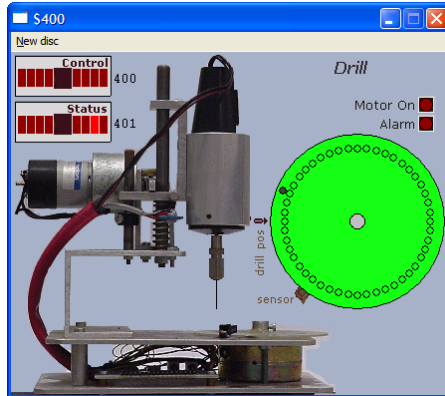 $400
New disc
Control
400
Drill
Motor On
Status
401
Alarm
drill pos
sensor